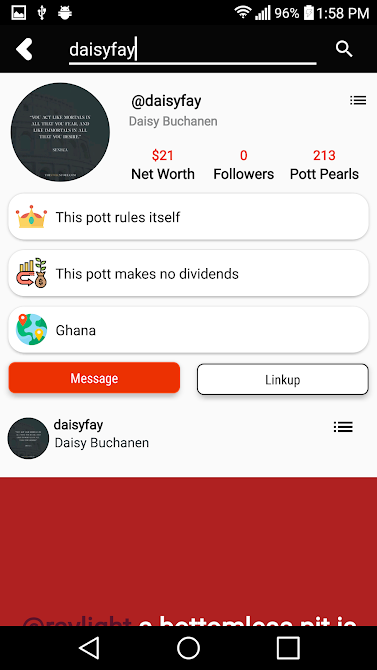 96% 1:58 PM
daisyfay
"YOU ACT LIKE MORTALS IN
ALL THAT YOU FEAR, AND
LIKE IMMORTALS IN ALL
THAT YOU DESIRE."
SENECA
@daisyfay
Daisy Buchanen
$21
0
213
Net Worth
Followers
Pott Pearls
This pott rules itself
This pott makes no dividends
Ghana
Message
Linkup
daisyfay
Daisy Buchanen
a bottomless pit is